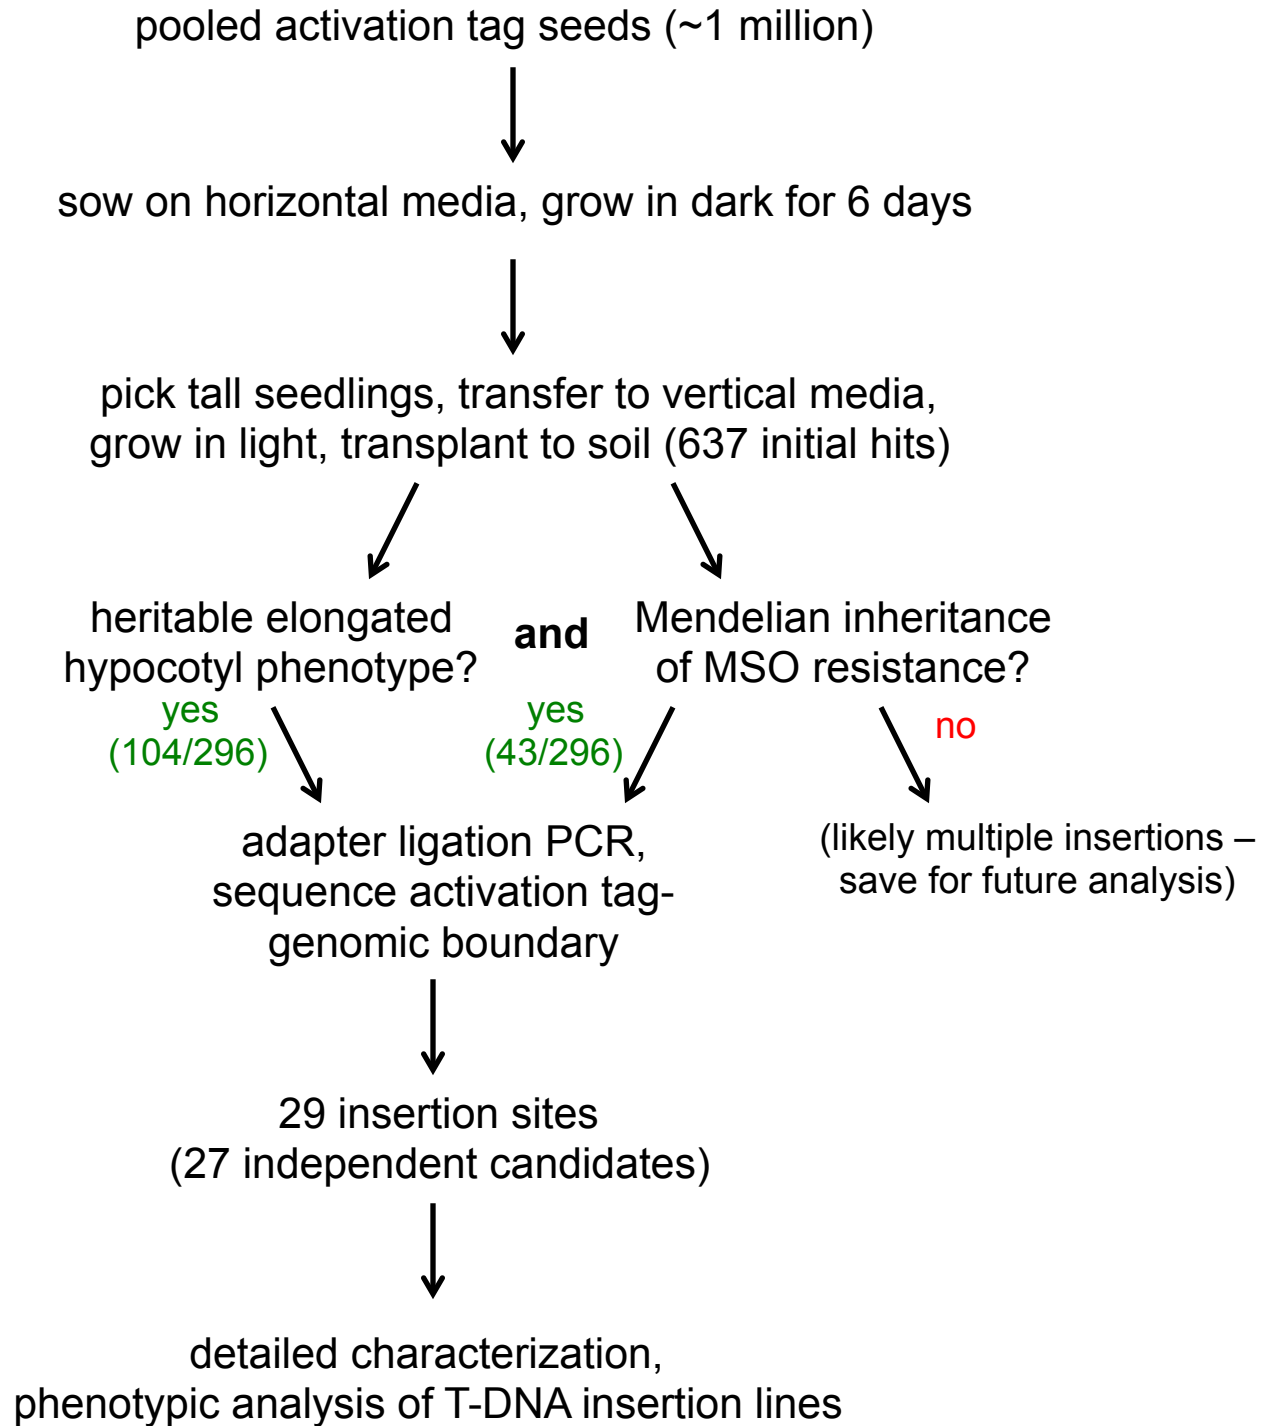 pooled activation tag seeds (~1 million)
sow on horizontal media, grow in dark for 6 days
pick tall seedlings, transfer to vertical media,
grow in light, transplant to soil (637 initial hits)
heritable elongated
hypocotyl phenotype?
and
Mendelian inheritance
of MSO resistance?
yes
(104/296)
yes
(43/296)
no
adapter ligation PCR,
sequence activation tag-
genomic boundary
(likely multiple insertions –
save for future analysis)
29 insertion sites
(27 independent candidates)
detailed characterization,
phenotypic analysis of T-DNA insertion lines